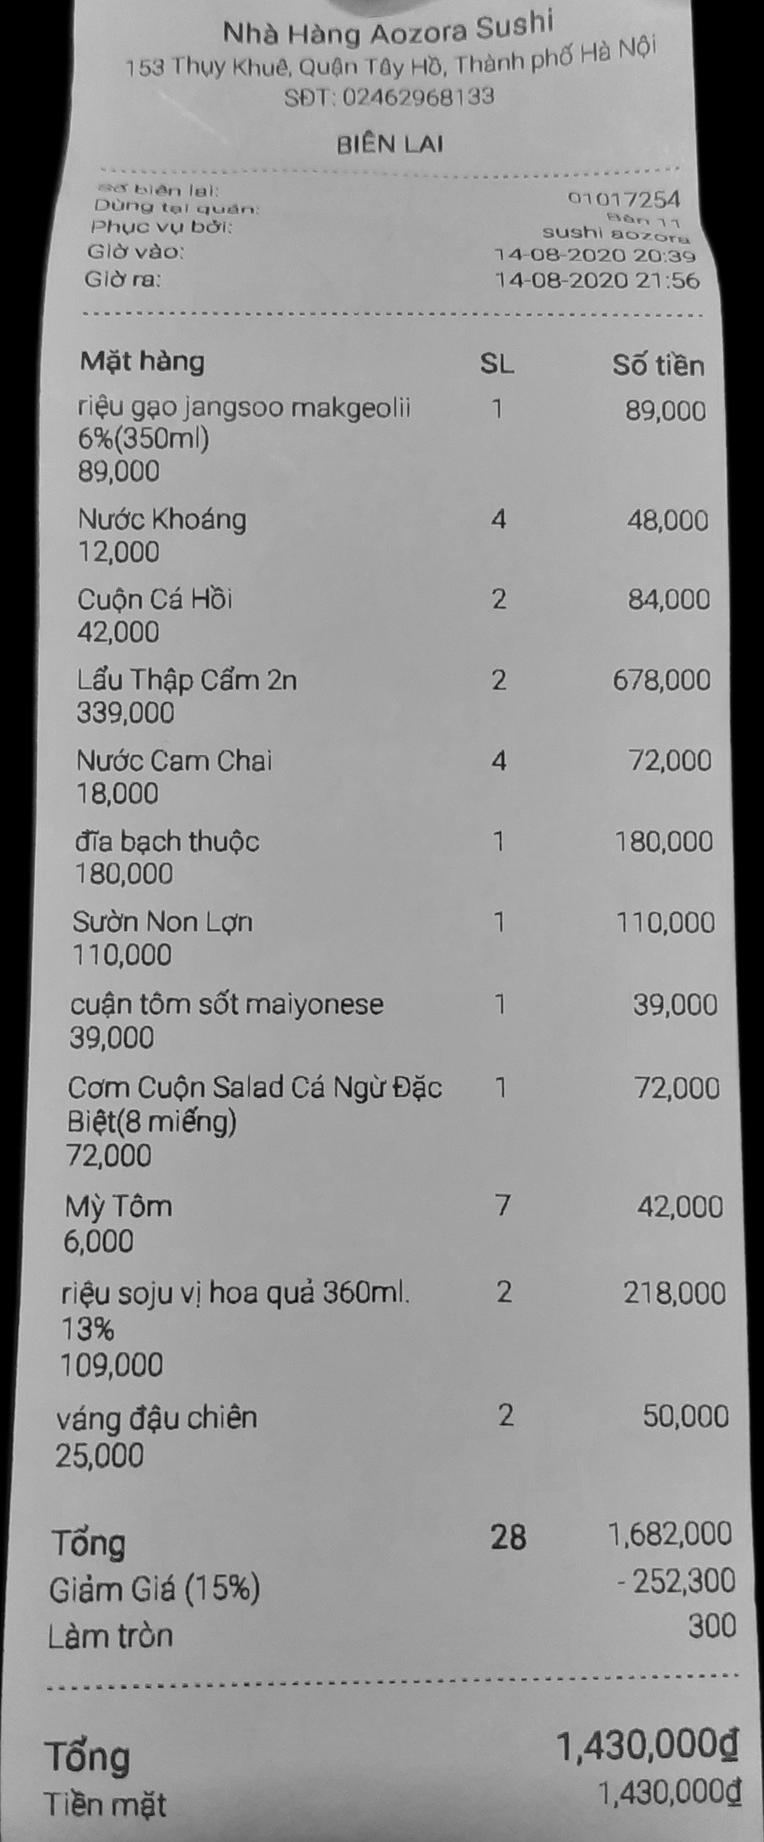 Nhà Hàng Aozora Sushi
153 Thụy Khuê, Quận Tây Hồ, Thành phố Hà Nội
SĐT: 02462968133
BIÊN LAI
Số biên lai: 01017254
Dùng tại quán: Bàn 11
Phục vụ bởi: sushi aozora
Giờ vào: 14-08-2020 20:39
Giờ ra: 14-08-2020 21:56
Mặt hàng SL Số tiền
riệu gạo jangsoo makgeolii 1 89,000
6%(350ml)
89,000
Nước Khoáng 4 48,000
12,000
Cuộn Cá Hồi 2 84,000
42,000
Lẩu Thập Cẩm 2n 2 678,000
339,000
Nước Cam Chai 4 72,000
18,000
đĩa bạch thuộc 1 180,000
180,000
Sườn Non Lợn 1 110,000
110,000
cuận tôm sốt maiyonese 1 39,000
39,000
Cơm Cuộn Salad Cá Ngừ Đặc 1 72,000
Biệt(8 miếng)
72,000
Mỳ Tôm 7 42,000
6,000
riệu soju vị hoa quả 360ml. 2 218,000
13%
109,000
váng đậu chiên 2 50,000
25,000
Tổng 28 1,682,000
Giảm Giá (15%) - 252,300
Làm tròn 300
Tổng 1,430,000₫
Tiền mặt 1,430,000₫